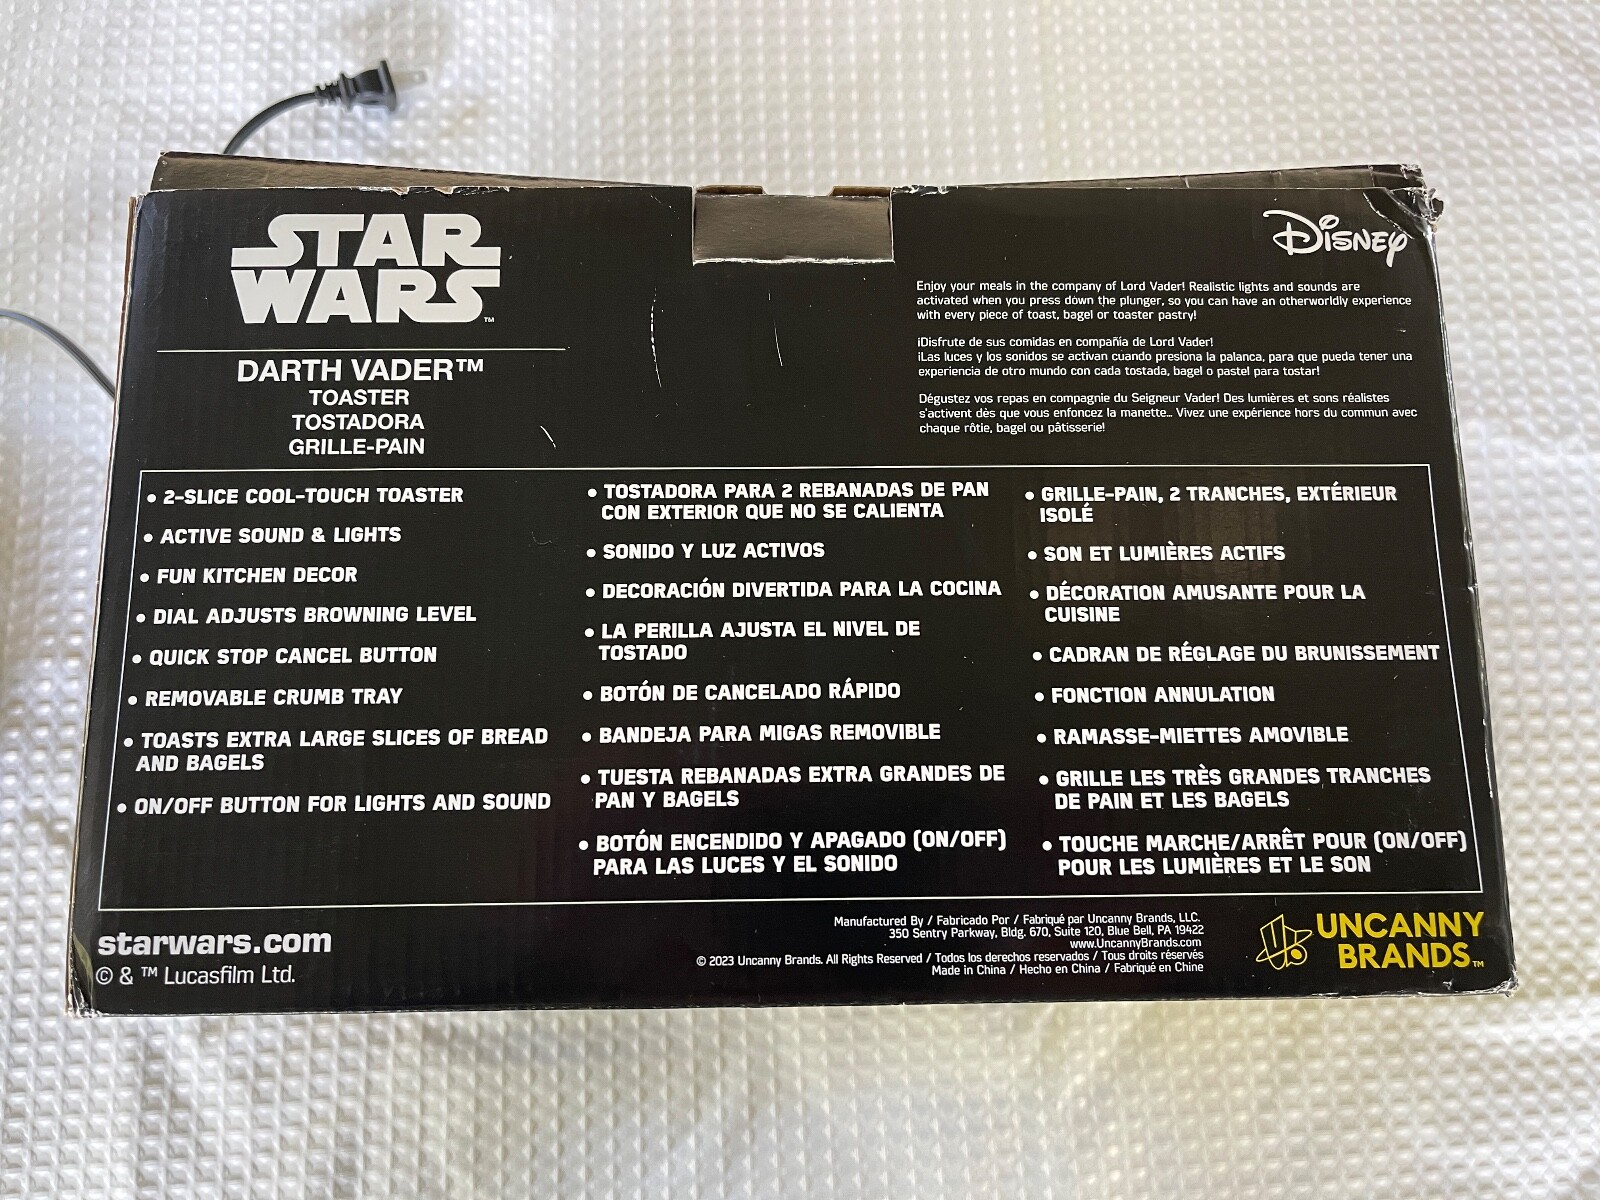 STAR
WARS™
DARTH VADER™
TOASTER
TOSTADORA
GRILLE-PAIN
Disney
Enjoy your meals in the company of Lord Vader! Realistic lights and sounds are
activated when you press down the plunger, so you can have an otherworldly experience
with every piece of toast, bagel or toaster pastry!
¡Disfrute de sus comidas en compañía de Lord Vader!
¡Las luces y los sonidos se activan cuando presiona la palanca, para que pueda tener una
experiencia de otro mundo con cada tostada, bagel o pastel para tostar!
Dégustez vos repas en compagnie du Seigneur Vader! Des lumières et sons réalistes
s'activent dès que vous enfoncez la manette... Vivez une expérience hors du commun avec
chaque rôtie, bagel ou pâtisserie!
• 2-SLICE COOL-TOUCH TOASTER
• ACTIVE SOUND & LIGHTS
• FUN KITCHEN DECOR
• DIAL ADJUSTS BROWNING LEVEL
• QUICK STOP CANCEL BUTTON
• REMOVABLE CRUMB TRAY
• TOASTS EXTRA LARGE SLICES OF BREAD
AND BAGELS
• ON/OFF BUTTON FOR LIGHTS AND SOUND
• TOSTADORA PARA 2 REBANADAS DE PAN
CON EXTERIOR QUE NO SE CALIENTA
• SONIDO Y LUZ ACTIVOS
• DECORACIÓN DIVERTIDA PARA LA COCINA
• LA PERILLA AJUSTA EL NIVEL DE
TOSTADO
• BOTÓN DE CANCELADO RÁPIDO
• BANDEJA PARA MIGAS REMOVIBLE
• TUESTA REBANADAS EXTRA GRANDES DE
PAN Y BAGELS
• BOTÓN ENCENDIDO Y APAGADO (ON/OFF)
PARA LAS LUCES Y EL SONIDO
• GRILLE-PAIN, 2 TRANCHES, EXTÉRIEUR
ISOLÉ
• SON ET LUMIÈRES ACTIFS
• DÉCORATION AMUSANTE POUR LA
CUISINE
• CADRAN DE RÉGLAGE DU BRUNISSEMENT
• FONCTION ANNULATION
• RAMASSE-MIETTES AMOVIBLE
• GRILLE LES TRÈS GRANDES TRANCHES
DE PAIN ET LES BAGELS
• TOUCHE MARCHE/ARRÊT POUR (ON/OFF)
POUR LES LUMIÈRES ET LE SON
starwars.com
© & ™ Lucasfilm Ltd.
Manufactured By / Fabricado Por / Fabriqué par Uncanny Brands, LLC.
350 Sentry Parkway, Bldg. 670, Suite 120, Blue Bell, PA 19422
www.UncannyBrands.com
© 2023 Uncanny Brands. All Rights Reserved / Todos los derechos reservados / Tous droits réservés
Made in China / Hecho en China / Fabriqué en Chine
UNCANNY
BRANDS™